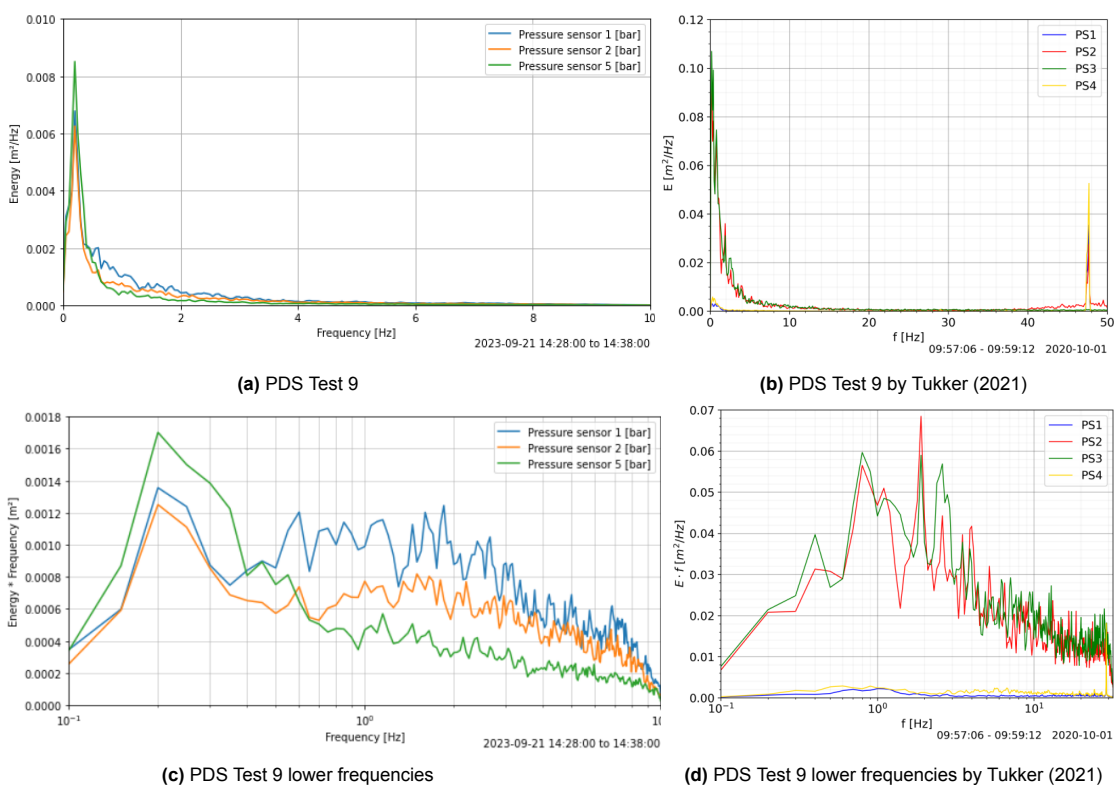 0.010
0.008
0.006
0.004
0.002
0.000
Energy [m²/Hz]
Pressure sensor 1 [bar]
Pressure sensor 2 [bar]
Pressure sensor 5 [bar]
0 2 4 6 8 10
Frequency [Hz]
2023-09-21 14:28:00 to 14:38:00
(a) PDS Test 9
0.12
0.10
0.08
0.06
0.04
0.02
0.00
E [m²/Hz]
PS1
PS2
PS3
PS4
0 10 20 30 40 50
f [Hz]
09:57:06 - 09:59:12 2020-10-01
(b) PDS Test 9 by Tukker (2021)
0.0018
0.0016
0.0014
0.0012
0.0010
0.0008
0.0006
0.0004
0.0002
0.0000
Energy * Frequency [m²]
Pressure sensor 1 [bar]
Pressure sensor 2 [bar]
Pressure sensor 5 [bar]
10⁻¹ 10⁰ 10
Frequency [Hz]
2023-09-21 14:28:00 to 14:38:00
(c) PDS Test 9 lower frequencies
0.07
0.06
0.05
0.04
0.03
0.02
0.01
0.00
E · f [m²/Hz]
PS1
PS2
PS3
PS4
10⁻¹ 10⁰ 10¹
f [Hz]
09:57:06 - 09:59:12 2020-10-01
(d) PDS Test 9 lower frequencies by Tukker (2021)